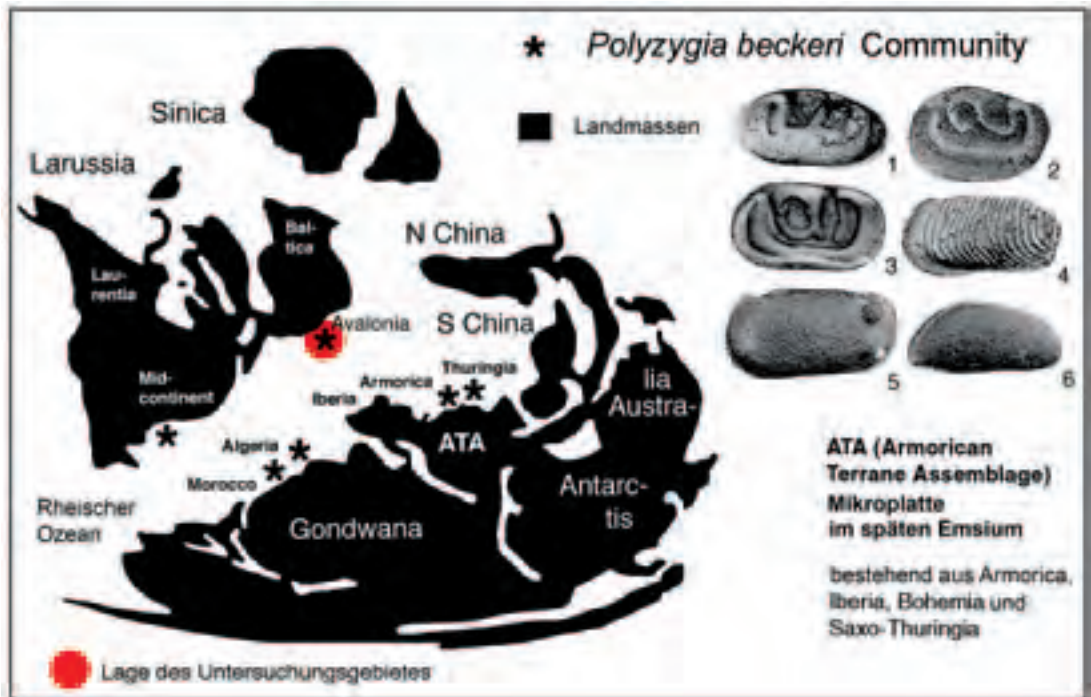 * Polyzygia beckeri Community
Sinica
Landmassen
Larussia
1
2
Bal-
tica
N China
Lau-
rentia
3
4
Avalonia
S China
Mid-
continent
Armorica
Thuringia
Iberia
lia
Austra-
5
6
Algeria
ATA
Morocco
Antarc-
tis
Rheischer
Ozean
Gondwana
ATA (Armorican
Terrane Assemblage)
Mikroplatte
im späten Emsium
bestehend aus Armorica,
Iberia, Bohemia und
Saxo-Thuringia
Lage des Untersuchungsgebietes